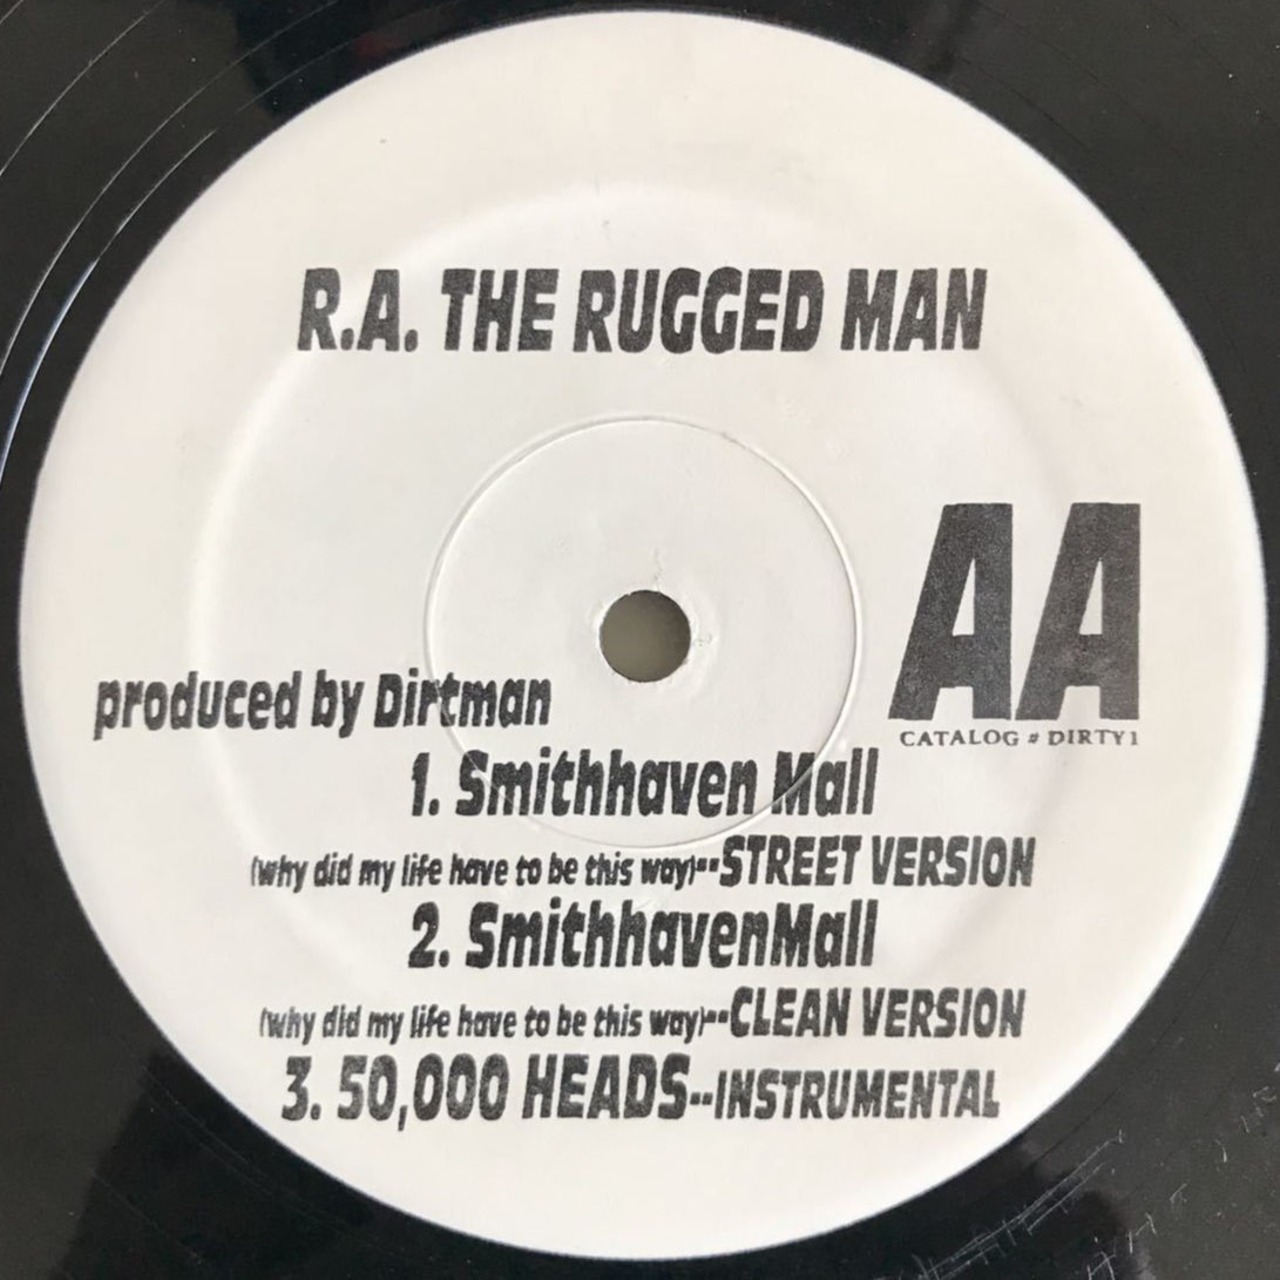 R.A. THE RUGGED MAN
AA
CATALOG # DIRTY1
produced by Dirtman
1. Smithhaven Mall
(why did my life have to be this way)--STREET VERSION
2. SmithhavenMall
(why did my life have to be this way)--CLEAN VERSION
3. 50,000 HEADS--INSTRUMENTAL